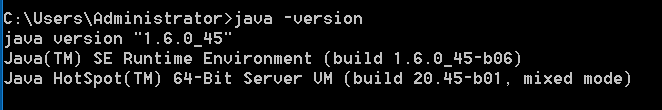 C:\Users\Administrator>java -version
java version "1.6.0_45"
Java(TM) SE Runtime Environment (build 1.6.0_45-b06)
Java HotSpot(TM) 64-Bit Server VM (build 20.45-b01, mixed mode)